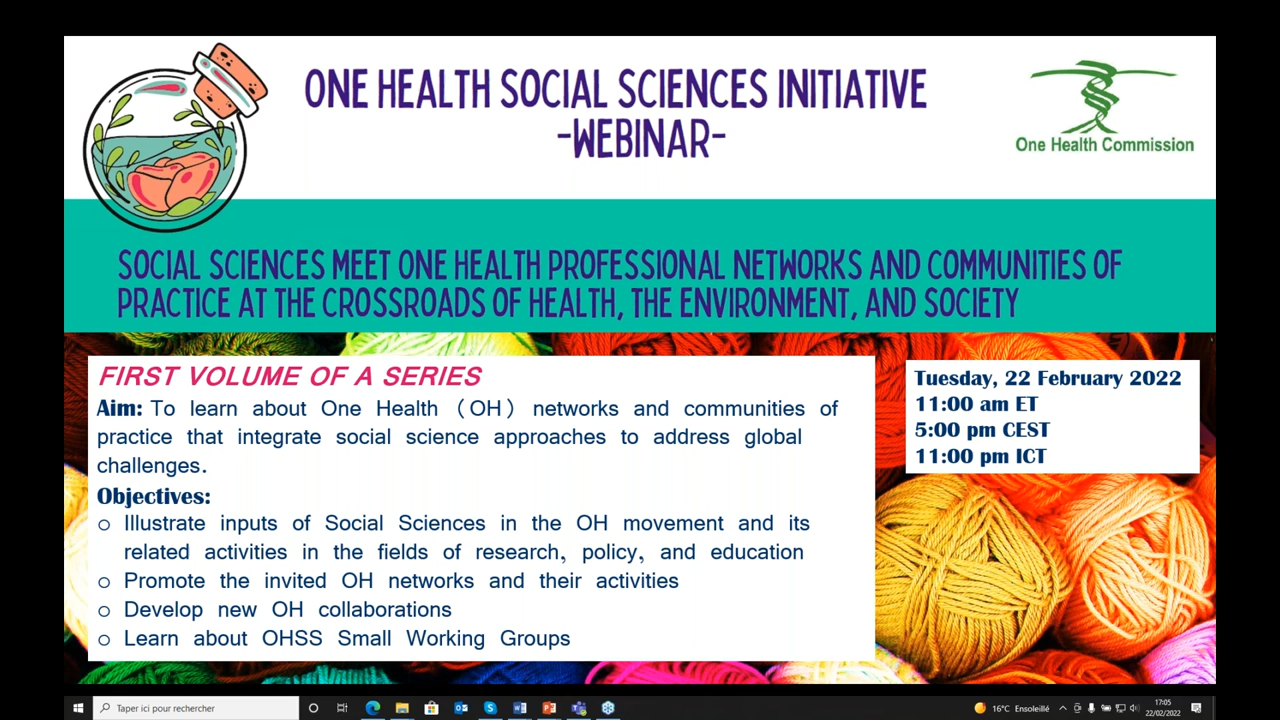 ONE HEALTH SOCIAL SCIENCES INITIATIVE
-WEBINAR-
One Health Commission
SOCIAL SCIENCES MEET ONE HEALTH PROFESSIONAL NETWORKS AND COMMUNITIES OF
PRACTICE AT THE CROSSROADS OF HEALTH, THE ENVIRONMENT, AND SOCIETY
FIRST VOLUME OF A SERIES
Aim: To learn about One Health (OH) networks and communities of
practice that integrate social science approaches to address global
challenges.
Objectives:
o Illustrate inputs of Social Sciences in the OH movement and its
related activities in the fields of research, policy, and education
o Promote the invited OH networks and their activities
o Develop new OH collaborations
o Learn about OHSS Small Working Groups
Tuesday, 22 February 2022
11:00 am ET
5:00 pm CEST
11:00 pm ICT
Taper ici pour rechercher
16°C Ensoleillé
17:05
22/02/2022